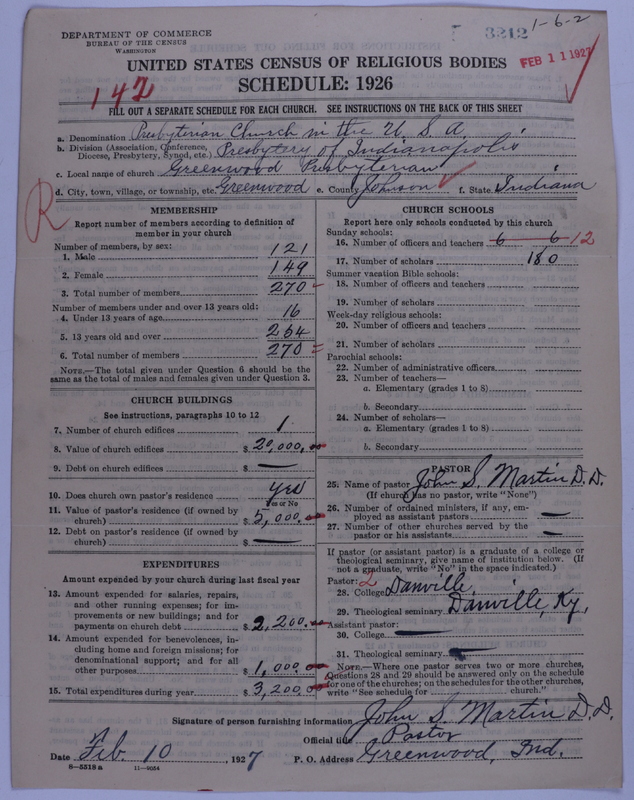 DEPARTMENT OF COMMERCE
BUREAU OF THE CENSUS
WASHINGTON
3212
1-6-2
FEB 11 1927
UNITED STATES CENSUS OF RELIGIOUS BODIES
SCHEDULE: 1926
142
FILL OUT A SEPARATE SCHEDULE FOR EACH CHURCH. SEE INSTRUCTIONS ON THE BACK OF THIS SHEET
a. Denomination Presbyterian Church in the U. S. A.
b. Division (Association, Conference, Diocese, Presbytery, Synod, etc.) Presbytery of Indianapolis
c. Local name of church Greenwood Presbyterian
d. City, town, village, or township, etc. Greenwood e. County Johnson f. State Indiana
R
MEMBERSHIP
Report number of members according to definition of
member in your church
Number of members, by sex:
1. Male 121
2. Female 149
3. Total number of members 270
Number of members under and over 13 years old:
4. Under 13 years of age 16
5. 13 years old and over 254
6. Total number of members 270
NOTE.—The total given under Question 6 should be
same as the total of males and females given under Question 3.
CHURCH BUILDINGS
See instructions, paragraphs 10 to 12
7. Number of church edifices 1
8. Value of church edifices $ 20,000.00
9. Debt on church edifices $ —
10. Does church own pastor's residence yes
Yes or No
11. Value of pastor's residence (if owned by
church) $ 5,000.00
12. Debt on pastor's residence (if owned by
church) $ —
EXPENDITURES
Amount expended by your church during last fiscal year
13. Amount expended for salaries, repairs,
and other running expenses; for im-
provements or new buildings; and for
payments on church debt $ 2,200.00
14. Amount expended for benevolences, in-
cluding home and foreign missions; for
denominational support; and for all
other purposes $ 1,000.00
15. Total expenditures during year $ 3,200.00
CHURCH SCHOOLS
Report here only schools conducted by this church
Sunday schools:
16. Number of officers and teachers 6 6 12
17. Number of scholars 180
Summer vacation Bible schools:
18. Number of officers and teachers
19. Number of scholars
Week-day religious schools:
20. Number of officers and teachers
21. Number of scholars
Parochial schools:
22. Number of administrative officers
23. Number of teachers—
a. Elementary (grades 1 to 8)
b. Secondary
24. Number of scholars—
a. Elementary (grades 1 to 8)
b. Secondary
PASTOR
25. Name of pastor John S. Martin D. D.
(If church has no pastor, write "None")
26. Number of ordained ministers, if any, em-
ployed as assistant pastors —
27. Number of other churches served by the
pastor or his assistants —
If pastor (or assistant pastor) is a graduate of a college or
theological seminary, give name of institution below. (If
not a graduate, write "No" in the space indicated.)
Pastor: 2
28. College Danville,
29. Theological seminary Danville, Ky,
Assistant pastor:
30. College —
31. Theological seminary —
NOTE.—Where one pastor serves two or more churches,
Questions 28 and 29 should be answered only on the schedule
for one of the churches; on the schedules for the other churches,
write "See schedule for church."
Signature of person furnishing information John S. Martin D. D.
Official title Pastor
Date Feb. 10, 1927 P. O. Address Greenwood, Ind.
8—5518 a 11—9064